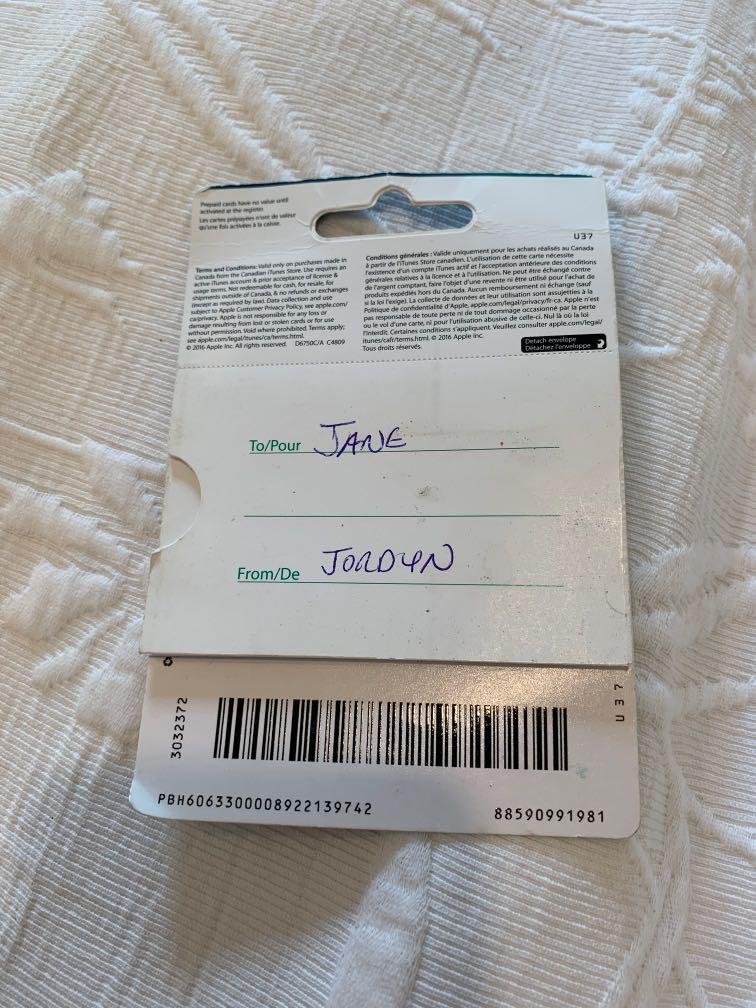 Prepaid cards have no value until
activated at the register.
Les cartes prépayées n'ont de valeur
qu'une fois activées à la caisse.
U37
Terms and Conditions: Valid only on purchases made in
Canada from the Canadian iTunes Store. Use requires an
active iTunes account & prior acceptance of license &
usage terms. Not redeemable for cash, for resale, for
shipments outside of Canada, & no refunds or exchanges
(except as required by law). Data collection and use
subject to Apple Customer Privacy Policy, see apple.com/
ca/privacy. Apple is not responsible for any loss or
damage resulting from lost or stolen cards or for use
without permission. Void where prohibited. Terms apply;
see apple.com/legal/itunes/ca/terms.html.
© 2016 Apple Inc. All rights reserved. D6750C/A C4809
Conditions générales : Valide uniquement pour les achats réalisés au Canada
à partir de l'iTunes Store canadien. L'utilisation de cette carte nécessite
l'existence d'un compte iTunes actif et l'acceptation antérieure des conditions
générales relatives à la licence et à l'utilisation. Ne peut être échangé contre
de l'argent comptant, faire l'objet d'une revente ni être utilisé pour l'achat de
produits expédiés hors du Canada. Aucun remboursement ni échange (sauf
si la loi l'exige). La collecte de données et leur utilisation sont assujetties à la
Politique de confidentialité d'Apple, apple.com/legal/privacy/fr-ca. Apple n'est
pas responsable de toute perte ni de tout dommage occasionné par la perte
ou le vol d'une carte, ni pour l'utilisation abusive de celle-ci. Nul là où la loi
l'interdit. Certaines conditions s'appliquent. Veuillez consulter apple.com/legal/
itunes/cafr/terms.html. © 2016 Apple Inc.
Tous droits réservés.
Detach envelope
Détachez l'enveloppe
To/Pour JANE
From/De JORDYN
3032372
U37
PBH6063300008922139742
88590991981